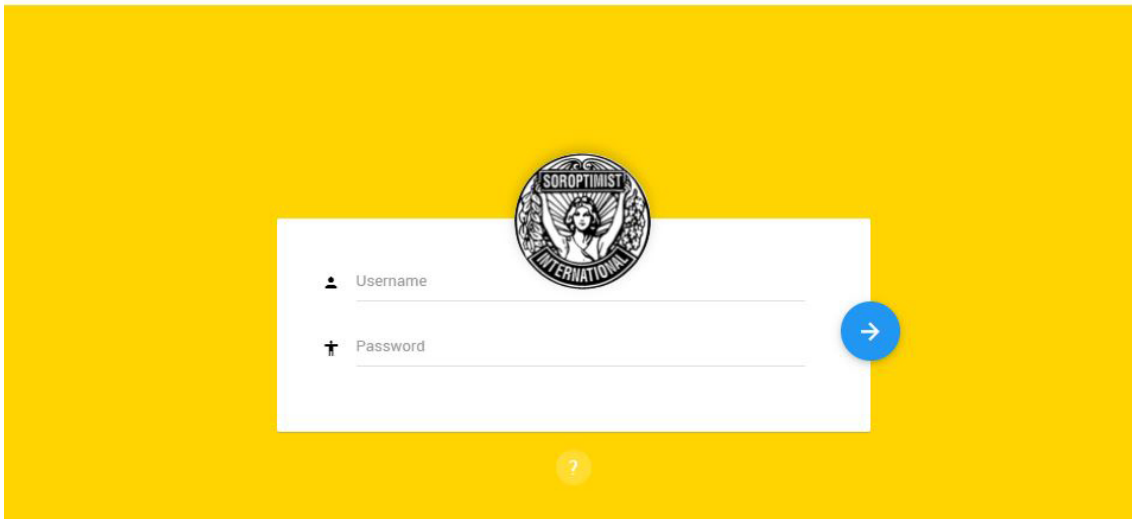 SOROPTIMIST
INTERNATIONAL
Username
Password
?